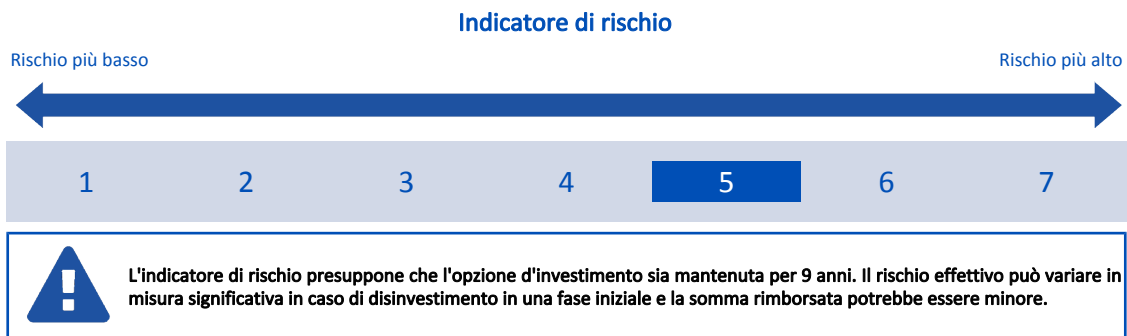 Indicatore di rischio
Rischio più basso
Rischio più alto
1 2 3 4 5 6 7
L'indicatore di rischio presuppone che l'opzione d'investimento sia mantenuta per 9 anni. Il rischio effettivo può variare in
misura significativa in caso di disinvestimento in una fase iniziale e la somma rimborsata potrebbe essere minore.